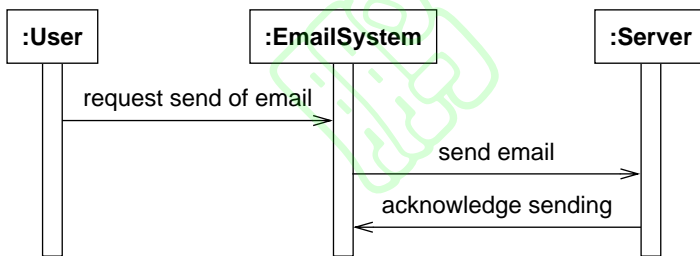 :User
:EmailSystem
:Server
request send of email
send email
acknowledge sending